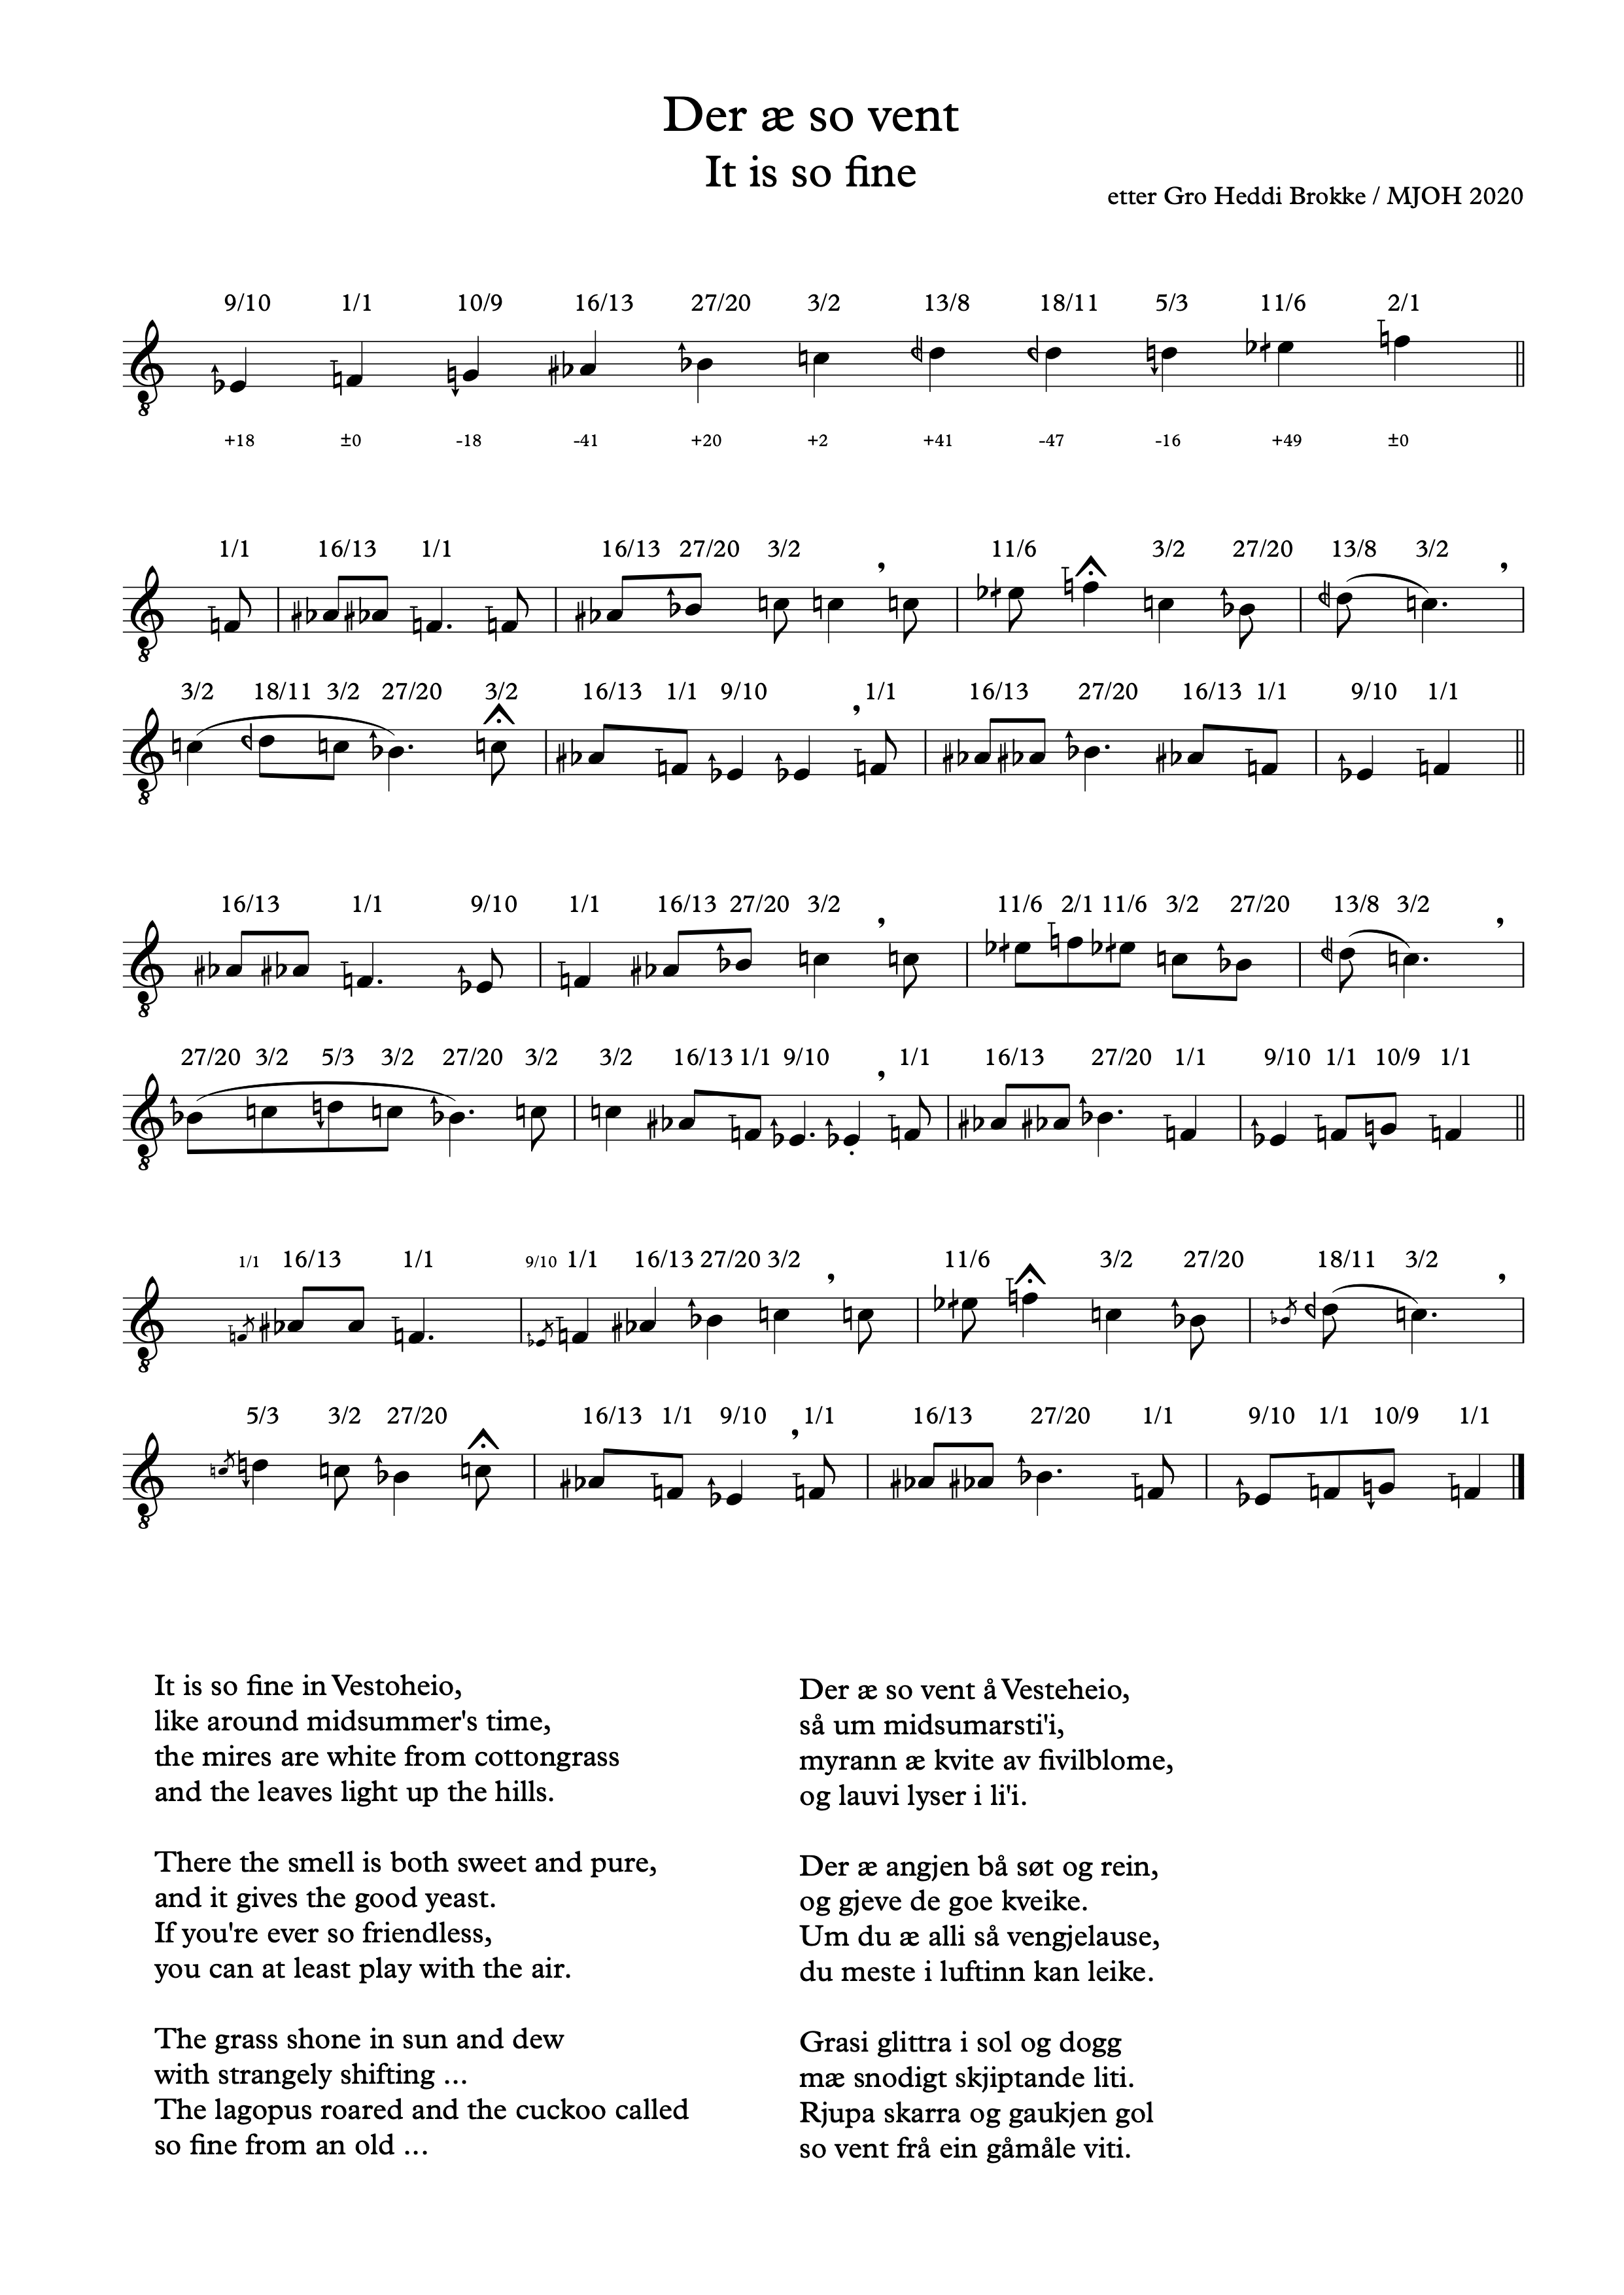 Der æ so vent
It is so fine
etter Gro Heddi Brokke / MJOH 2020
9/10 1/1 10/9 16/13 27/20 3/2 13/8 18/11 5/3 11/6 2/1
8
+18 ±0 -18 -41 +20 +2 +41 -47 -16 +49 ±0
1/1 16/13 1/1 16/13 27/20 3/2 11/6 3/2 27/20 13/8 3/2
8
3/2 18/11 3/2 27/20 3/2 16/13 1/1 9/10 1/1 16/13 27/20 16/13 1/1 9/10 1/1
8
16/13 1/1 9/10 1/1 16/13 27/20 3/2 11/6 2/1 11/6 3/2 27/20 13/8 3/2
8
27/20 3/2 5/3 3/2 27/20 3/2 3/2 16/13 1/1 9/10 1/1 16/13 27/20 1/1 9/10 1/1 10/9 1/1
8
1/1 16/13 1/1 9/10 1/1 16/13 27/20 3/2 11/6 3/2 27/20 18/11 3/2
8
5/3 3/2 27/20 16/13 1/1 9/10 1/1 16/13 27/20 1/1 9/10 1/1 10/9 1/1
8
It is so fine in Vestoheio,
like around midsummer's time,
the mires are white from cottongrass
and the leaves light up the hills.
There the smell is both sweet and pure,
and it gives the good yeast.
If you're ever so friendless,
you can at least play with the air.
The grass shone in sun and dew
with strangely shifting ...
The lagopus roared and the cuckoo called
so fine from an old ...
Der æ so vent å Vesteheio,
så um midsumarsti'i,
myrann æ kvite av fivilblome,
og lauvi lyser i li'i.
Der æ angjen bå søt og rein,
og gjeve de goe kveike.
Um du æ alli så vengjelause,
du meste i luftinn kan leike.
Grasi glittra i sol og dogg
mæ snodigt skjiptande liti.
Rjupa skarra og gaukjen gol
so vent frå ein gåmåle viti.